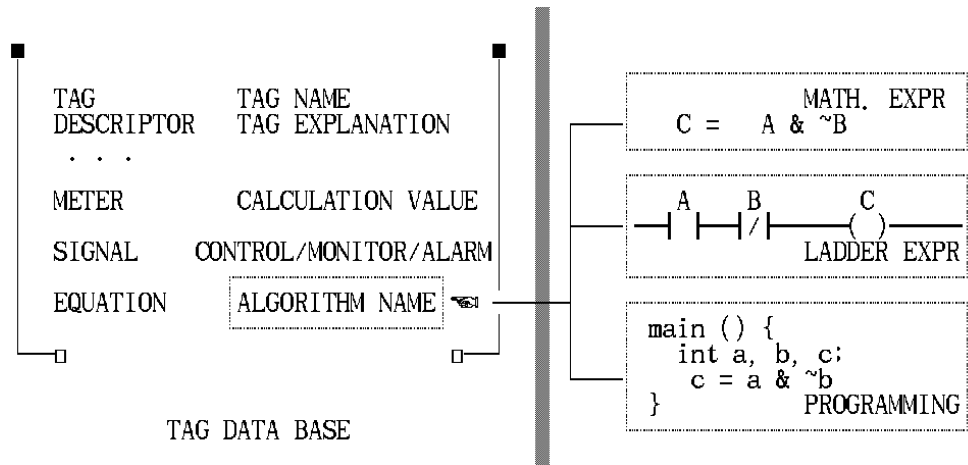 TAG TAG NAME
DESCRIPTOR TAG EXPLANATION
. . .
METER CALCULATION VALUE
SIGNAL CONTROL/MONITOR/ALARM
EQUATION ALGORITHM NAME
TAG DATA BASE
MATH. EXPR
C = A & ~B
A B C
LADDER EXPR
main () {
int a, b, c;
c = a & ~b
} PROGRAMMING